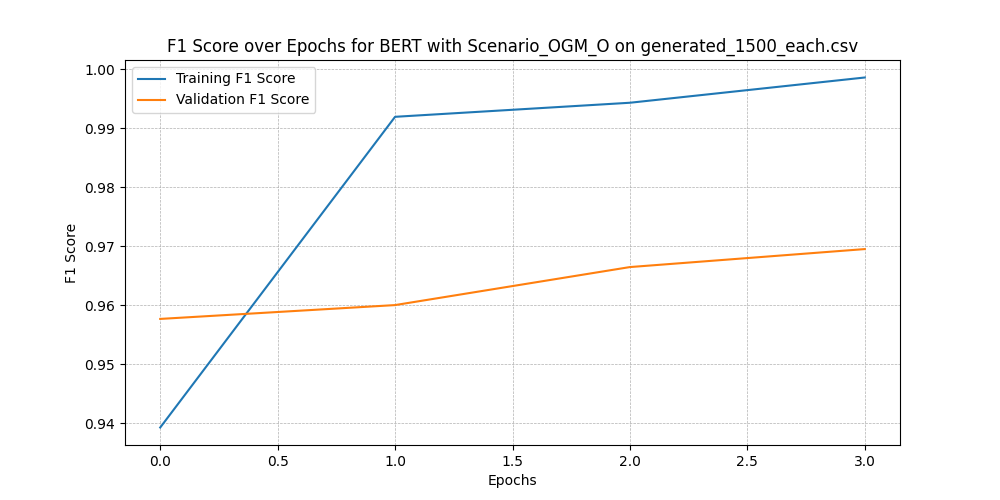 F1 Score over Epochs for BERT with Scenario_OGM_O on generated_1500_each.csv
Training F1 Score
Validation F1 Score
F1 Score
1.00
0.99
0.98
0.97
0.96
0.95
0.94
0.0
0.5
1.0
1.5
2.0
2.5
3.0
Epochs